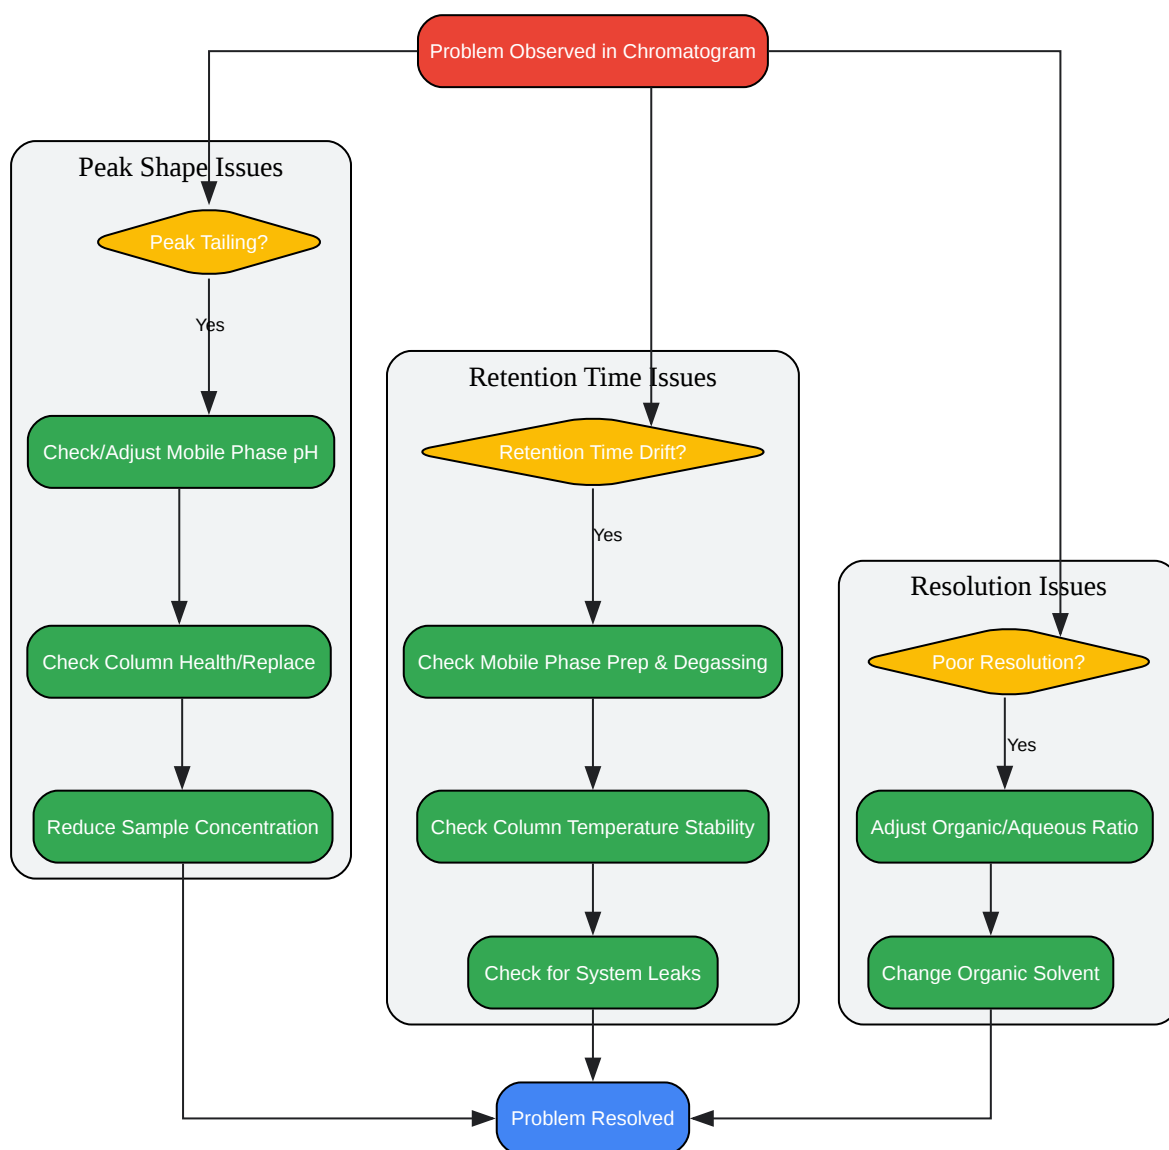 Problem Observed in Chromatogram
Peak Shape Issues
Peak Tailing?
Yes
Check/Adjust Mobile Phase pH
Check Column Health/Replace
Reduce Sample Concentration
Retention Time Issues
Retention Time Drift?
Yes
Check Mobile Phase Prep & Degassing
Check Column Temperature Stability
Check for System Leaks
Resolution Issues
Poor Resolution?
Yes
Adjust Organic/Aqueous Ratio
Change Organic Solvent
Problem Resolved